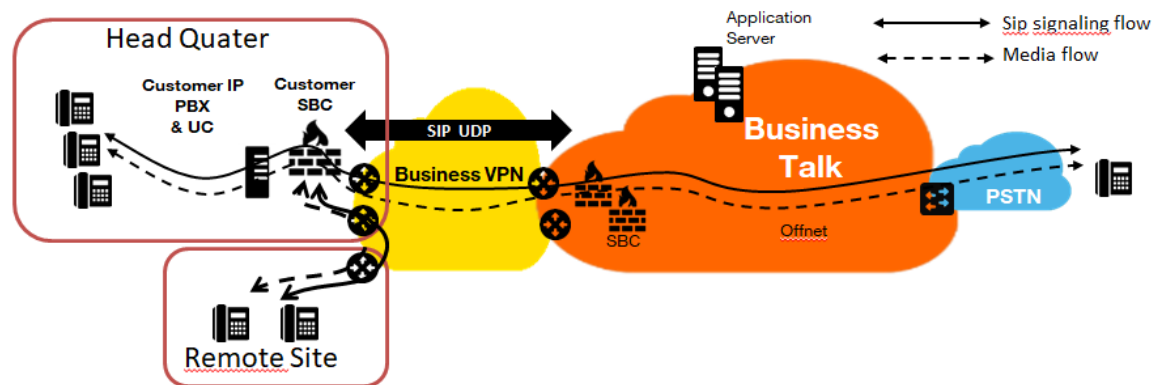 Head Quater
Customer IP
PBX
& UC
Customer
SBC
SIP UDP
Business VPN
Application
Server
Business
Talk
SBC
Offnet
PSTN
Sip signaling flow
Media flow
Remote Site